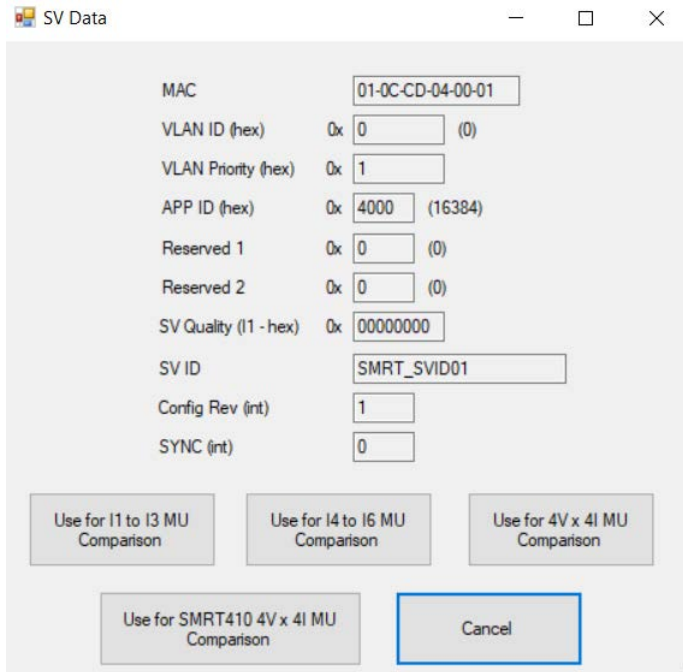 SV Data
MAC 01-0C-CD-04-00-01
VLAN ID (hex) 0x 0 (0)
VLAN Priority (hex) 0x 1
APP ID (hex) 0x 4000 (16384)
Reserved 1 0x 0 (0)
Reserved 2 0x 0 (0)
SV Quality (I1 - hex) 0x 00000000
SV ID SMRT_SVID01
Config Rev (int) 1
SYNC (int) 0
Use for I1 to I3 MU
Comparison
Use for I4 to I6 MU
Comparison
Use for 4V x 4I MU
Comparison
Use for SMRT410 4V x 4I MU
Comparison
Cancel